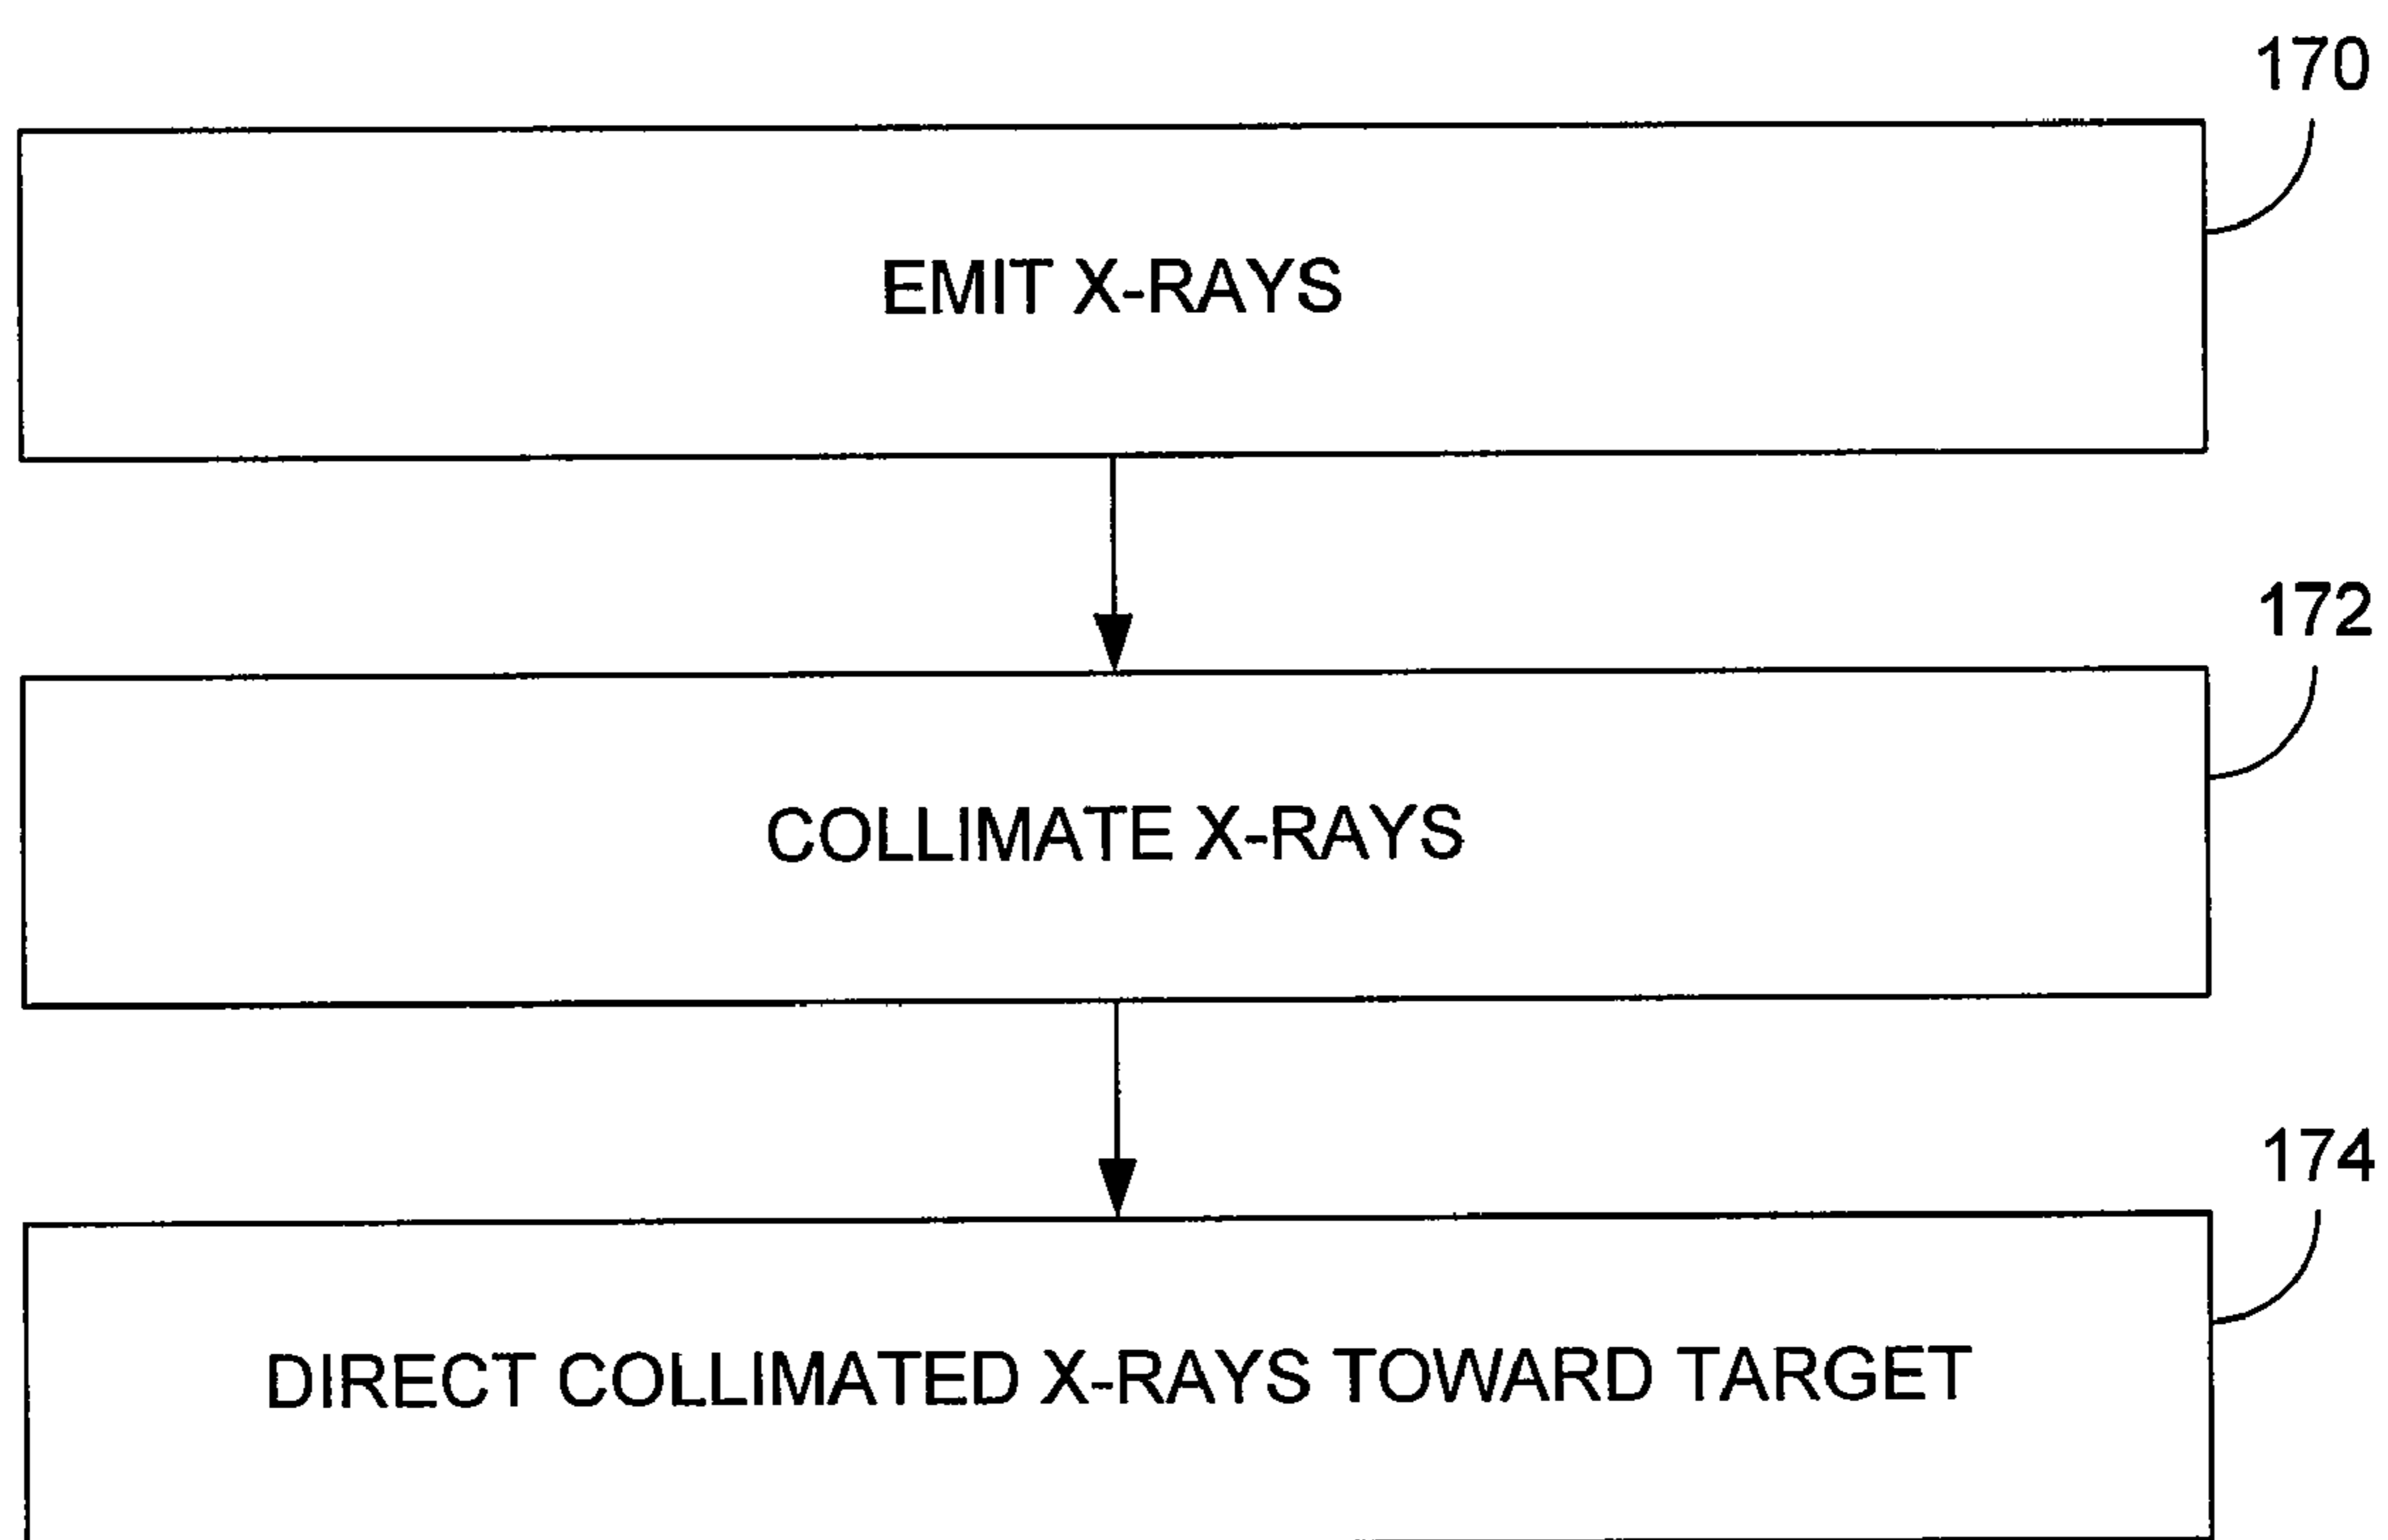 170
EMIT X-RAYS
172
COLLIMATE X-RAYS
174
DIRECT COLLIMATED X-RAYS TOWARD TARGET